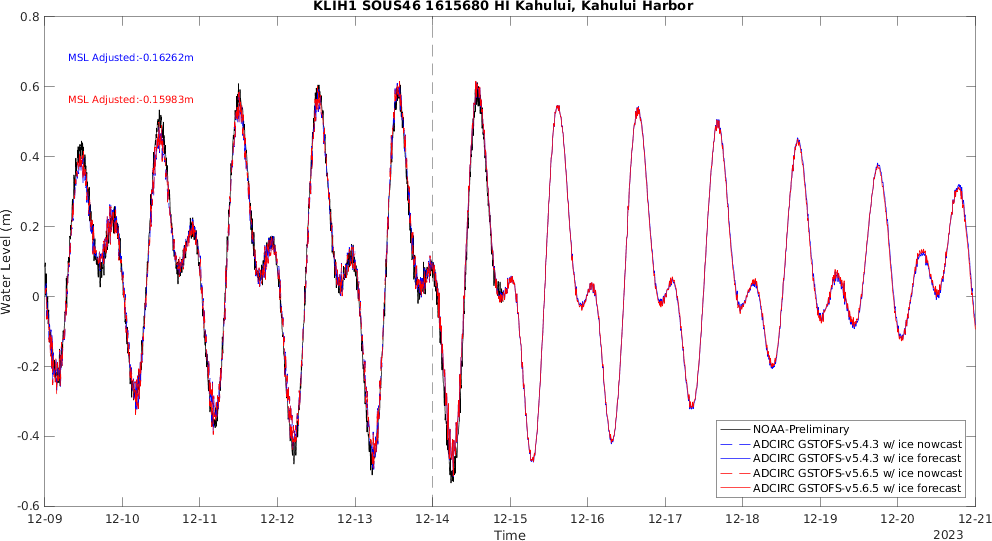 KLIH1 SOUS46 1615680 HI Kahului, Kahului Harbor
MSL Adjusted:-0.16262m
MSL Adjusted:-0.15983m
Water Level (m)
0.8
0.6
0.4
0.2
0
-0.2
-0.4
-0.6
NOAA-Preliminary
ADCIRC GSTOFS-v5.4.3 w/ ice nowcast
ADCIRC GSTOFS-v5.4.3 w/ ice forecast
ADCIRC GSTOFS-v5.6.5 w/ ice nowcast
ADCIRC GSTOFS-v5.6.5 w/ ice forecast
12-09 12-10 12-11 12-12 12-13 12-14 12-15 12-16 12-17 12-18 12-19 12-20 12-21
Time
2023